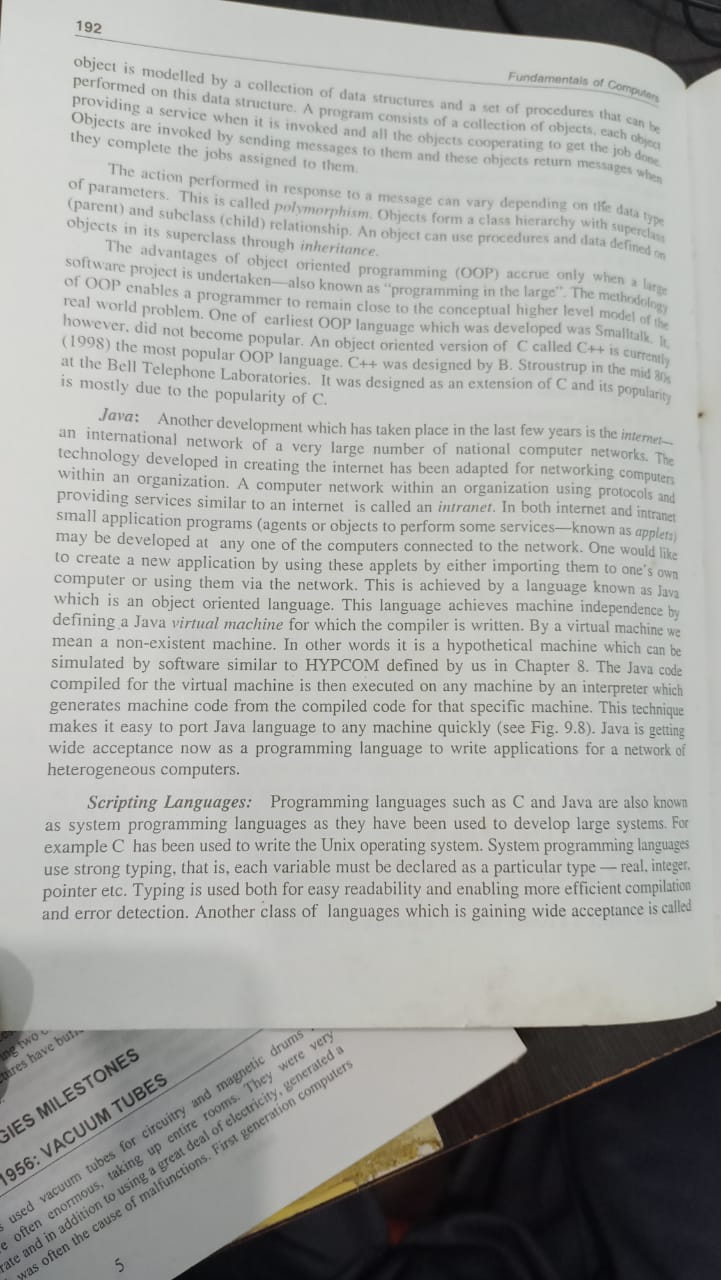 192
Fundamentals of Computers
object is modelled by a collection of data structures and a set of procedures that can be
performed on this data structure. A program consists of a collection of objects, each object
providing a service when it is invoked and all the objects cooperating to get the job done.
Objects are invoked by sending messages to them and these objects return messages when
they complete the jobs assigned to them.
The action performed in response to a message can vary depending on the data type
of parameters. This is called polymorphism. Objects form a class hierarchy with superclass
(parent) and subclass (child) relationship. An object can use procedures and data defined on
objects in its superclass through inheritance.
The advantages of object oriented programming (OOP) accrue only when a large
software project is undertaken—also known as "programming in the large". The methodology
of OOP enables a programmer to remain close to the conceptual higher level model of the
real world problem. One of earliest OOP language which was developed was Smalltalk. It,
however, did not become popular. An object oriented version of C called C++ is currently
(1998) the most popular OOP language. C++ was designed by B. Stroustrup in the mid 80s
at the Bell Telephone Laboratories. It was designed as an extension of C and its popularity
is mostly due to the popularity of C.
Java: Another development which has taken place in the last few years is the internet—
an international network of a very large number of national computer networks. The
technology developed in creating the internet has been adapted for networking computers
within an organization. A computer network within an organization using protocols and
providing services similar to an internet is called an intranet. In both internet and intranet
small application programs (agents or objects to perform some services—known as applets)
may be developed at any one of the computers connected to the network. One would like
to create a new application by using these applets by either importing them to one's own
computer or using them via the network. This is achieved by a language known as Java
which is an object oriented language. This language achieves machine independence by
defining a Java virtual machine for which the compiler is written. By a virtual machine we
mean a non-existent machine. In other words it is a hypothetical machine which can be
simulated by software similar to HYPCOM defined by us in Chapter 8. The Java code
compiled for the virtual machine is then executed on any machine by an interpreter which
generates machine code from the compiled code for that specific machine. This technique
makes it easy to port Java language to any machine quickly (see Fig. 9.8). Java is getting
wide acceptance now as a programming language to write applications for a network of
heterogeneous computers.
Scripting Languages: Programming languages such as C and Java are also known
as system programming languages as they have been used to develop large systems. For
example C has been used to write the Unix operating system. System programming languages
use strong typing, that is, each variable must be declared as a particular type — real, integer,
pointer etc. Typing is used both for easy readability and enabling more efficient compilation
and error detection. Another class of languages which is gaining wide acceptance is called
ing two
tures have
GIES MILESTONES
1956: VACUUM TUBES
used vacuum tubes for circuitry and magnetic drums
often enormous, taking up entire rooms. They were very
rate and in addition to using a great deal of electricity, generated a
was often the cause of malfunctions. First generation computers
5